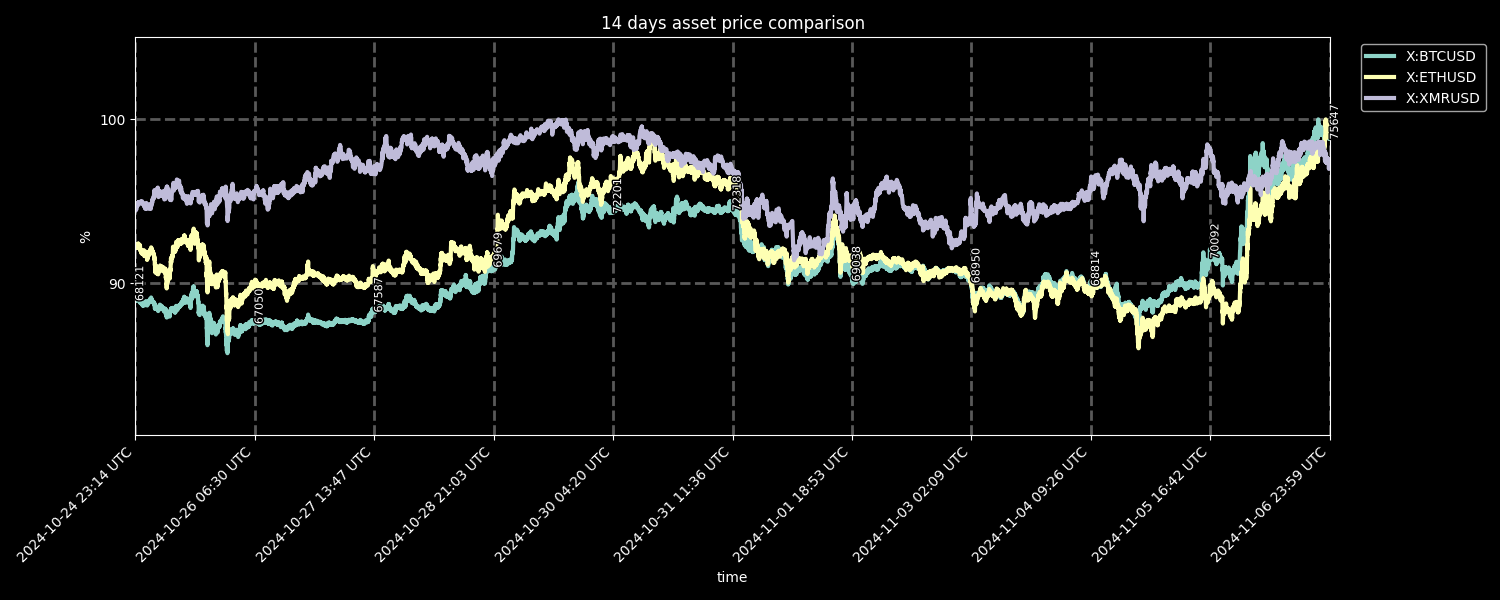 14 days asset price comparison
X:BTCUSD
X:ETHUSD
X:XMRUSD
100
90
%
68121
67050
67587
69679
72201
72318
69038
68950
68814
70092
75647
2024-10-24 23:14 UTC
2024-10-26 06:30 UTC
2024-10-27 13:47 UTC
2024-10-28 21:03 UTC
2024-10-30 04:20 UTC
2024-10-31 11:36 UTC
2024-11-01 18:53 UTC
2024-11-03 02:09 UTC
2024-11-04 09:26 UTC
2024-11-05 16:42 UTC
2024-11-06 23:59 UTC
time